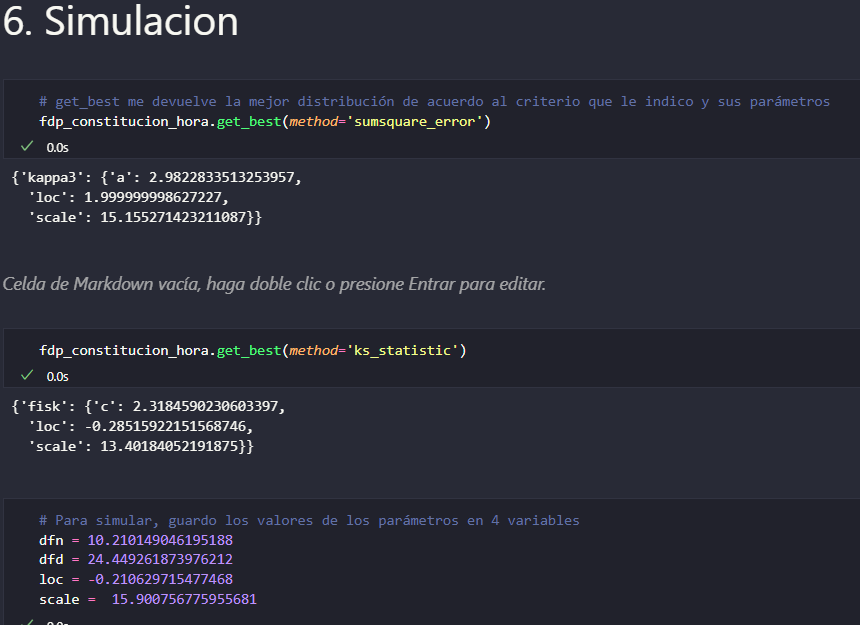 6. Simulacion
# get_best me devuelve la mejor distribución de acuerdo al criterio que le indico y sus parámetros
fdp_constitucion_hora.get_best(method='sumsquare_error')
0.0s
{'kappa3': {'a': 2.9822833513253957,
'loc': 1.999999998627227,
'scale': 15.155271423211087}}
Celda de Markdown vacía, haga doble clic o presione Entrar para editar.
fdp_constitucion_hora.get_best(method='ks_statistic')
0.0s
{'fisk': {'c': 2.3184590230603397,
'loc': -0.28515922151568746,
'scale': 13.40184052191875}}
# Para simular, guardo los valores de los parámetros en 4 variables
dfn = 10.210149046195188
dfd = 24.449261873976212
loc = -0.210629715477468
scale =  15.900756775955681
0.0s